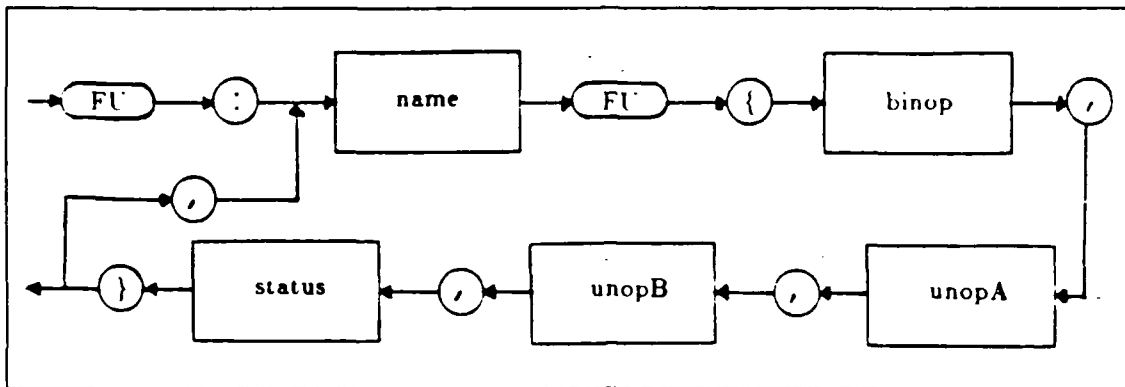 FU : name FU { binop ,
,
} status , unopB , unopA